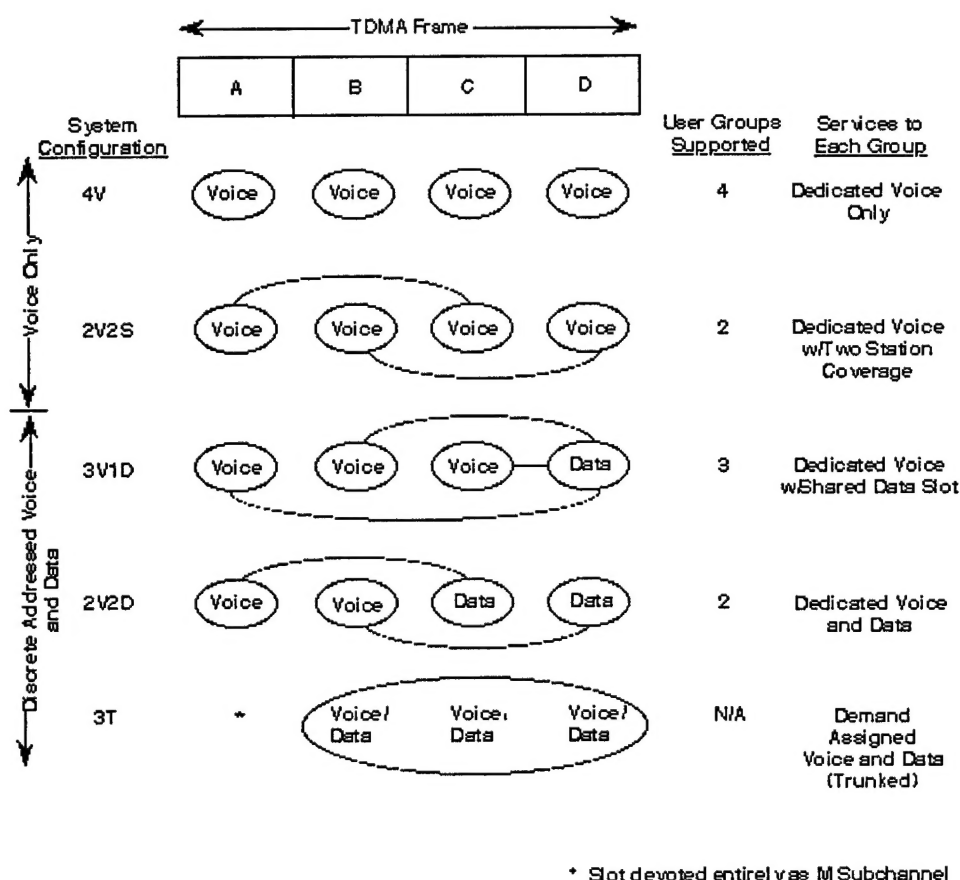 TDMA Frame
A B C D
System
Configuration
User Groups
Supported
Services to
Each Group
Voice Only
4V Voice Voice Voice Voice 4 Dedicated Voice
Only
2V2S Voice Voice Voice Voice 2 Dedicated Voice
w/Two Station
Coverage
Discrete Addressed Voice
and Data
3V1D Voice Voice Voice Data 3 Dedicated Voice
w/Shared Data Slot
2V2D Voice Voice Data Data 2 Dedicated Voice
and Data
3T * Voice/ Voice/ Voice/ N/A Demand
Data Data Data Assigned
Voice and Data
(Trunked)
* Slot devoted entirely as M Subchannel